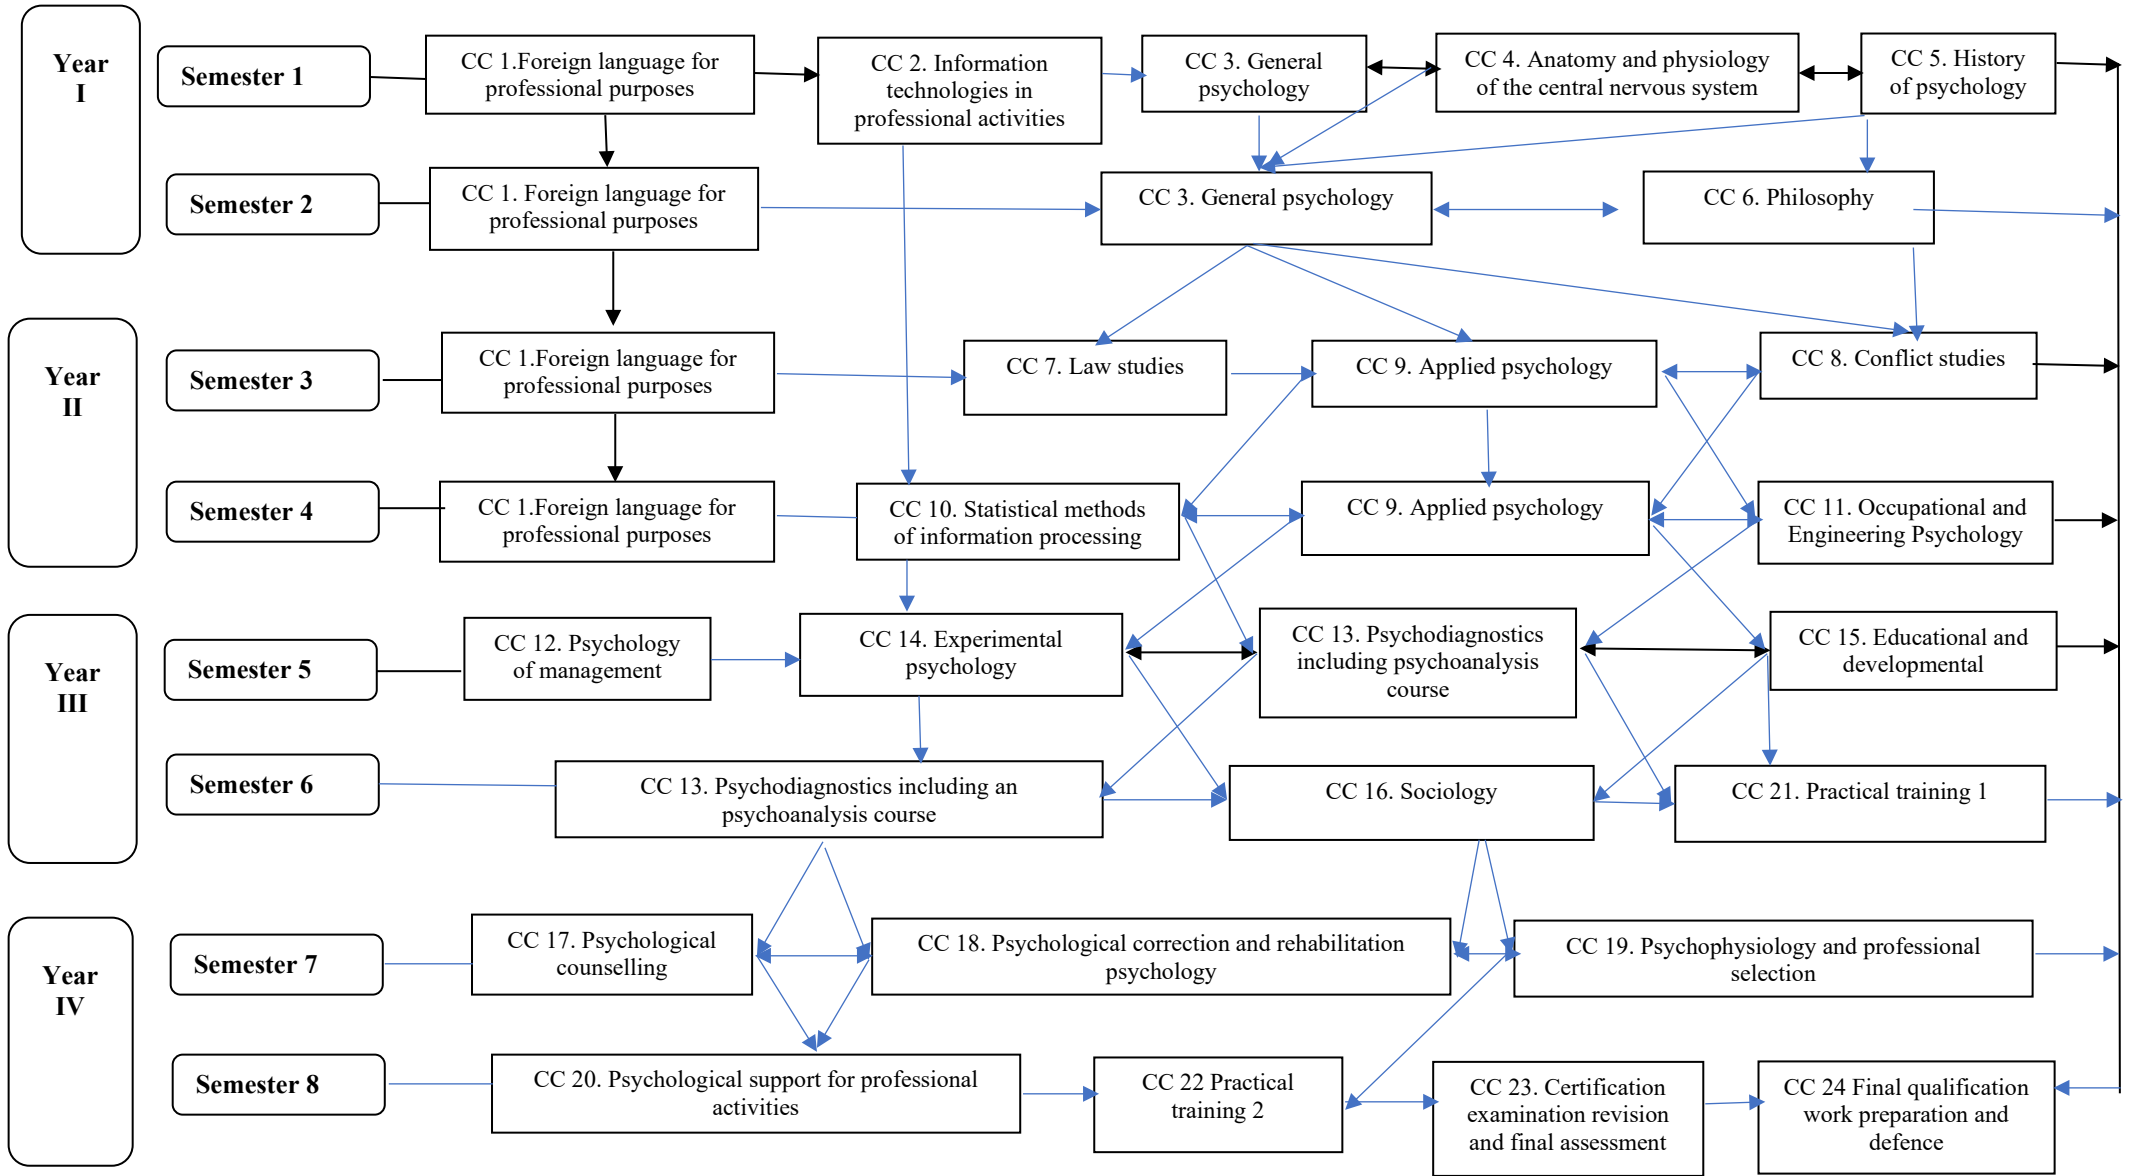 Year
I
Semester 1
CC 1.Foreign language for
professional purposes
CC 2. Information
technologies in
professional activities
CC 3. General
psychology
CC 4. Anatomy and physiology
of the central nervous system
CC 5. History
of psychology
Semester 2
CC 1. Foreign language for
professional purposes
CC 3. General psychology
CC 6. Philosophy
Year
II
Semester 3
CC 1.Foreign language for
professional purposes
CC 7. Law studies
CC 9. Applied psychology
CC 8. Conflict studies
Semester 4
CC 1.Foreign language for
professional purposes
CC 10. Statistical methods
of information processing
CC 9. Applied psychology
CC 11. Occupational and
Engineering Psychology
Year
III
Semester 5
CC 12. Psychology
of management
CC 14. Experimental
psychology
CC 13. Psychodiagnostics
including psychoanalysis
course
CC 15. Educational and
developmental
Semester 6
CC 13. Psychodiagnostics including an
psychoanalysis course
CC 16. Sociology
CC 21. Practical training 1
Year
IV
Semester 7
CC 17. Psychological
counselling
CC 18. Psychological correction and rehabilitation
psychology
CC 19. Psychophysiology and professional
selection
Semester 8
CC 20. Psychological support for professional
activities
CC 22 Practical
training 2
CC 23. Certification
examination revision
and final assessment
CC 24 Final qualification
work preparation and
defence